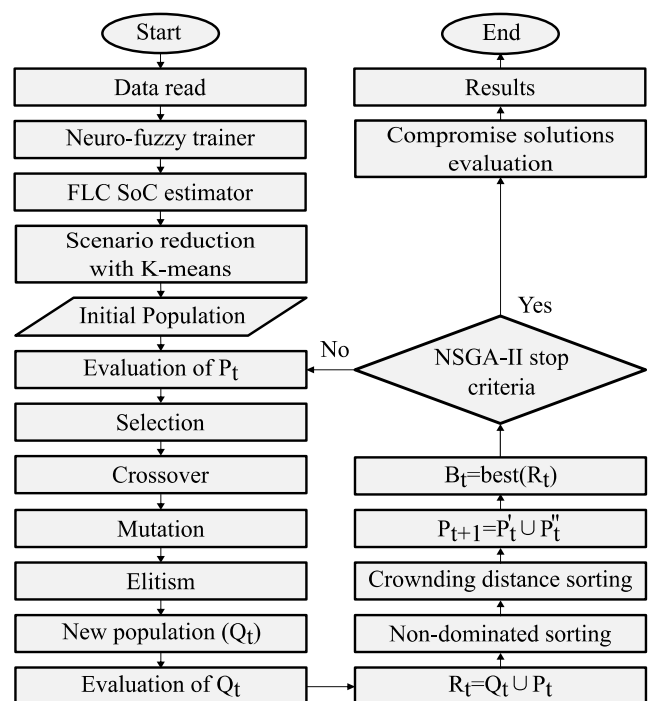 Start
Data read
Neuro-fuzzy trainer
FLC SoC estimator
Scenario reduction
with K-means
Initial Population
Evaluation of Pt
Selection
Crossover
Mutation
Elitism
New population (Qt)
Evaluation of Qt
Rt=Qt∪Pt
Non-dominated sorting
Crownding distance sorting
Pt+1=P't∪P''t
Bt=best(Rt)
NSGA-II stop
criteria
No
Yes
Compromise solutions
evaluation
Results
End